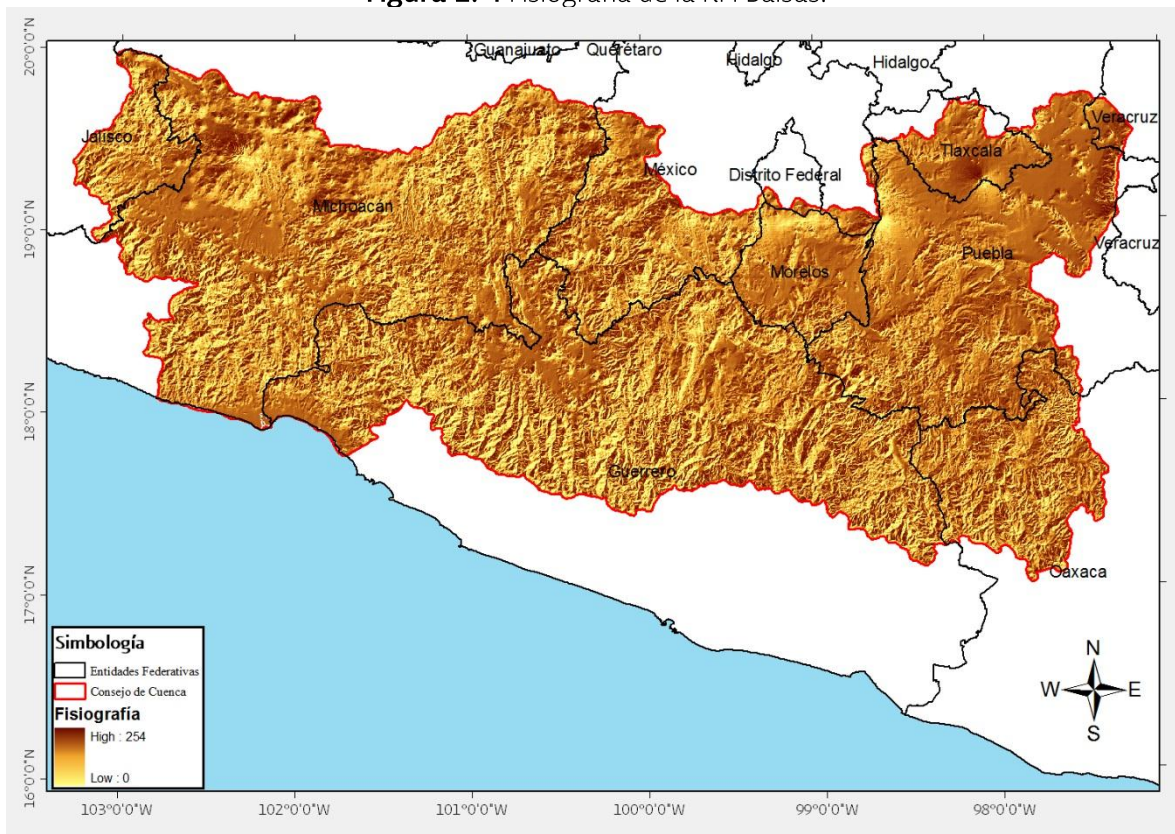 Figura 2. 4 Fisiografía de la RH Balsas.
Guanajuato
Querétaro
Hidalgo
Hidalgo
Veracruz
Jalisco
Tlaxcala
México
Distrito Federal
Michoacán
Veracruz
Puebla
Morelos
Guerrero
Oaxaca
20°0'0"N
19°0'0"N
18°0'0"N
17°0'0"N
16°0'0"N
Simbología
Entidades Federativas
Consejo de Cuenca
Fisiografía
High : 254
Low : 0
N
W
E
S
103°0'0"W
102°0'0"W
101°0'0"W
100°0'0"W
99°0'0"W
98°0'0"W